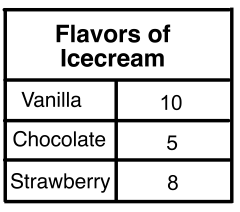 Flavors of
Icecream
Vanilla 10
Chocolate 5
Strawberry 8